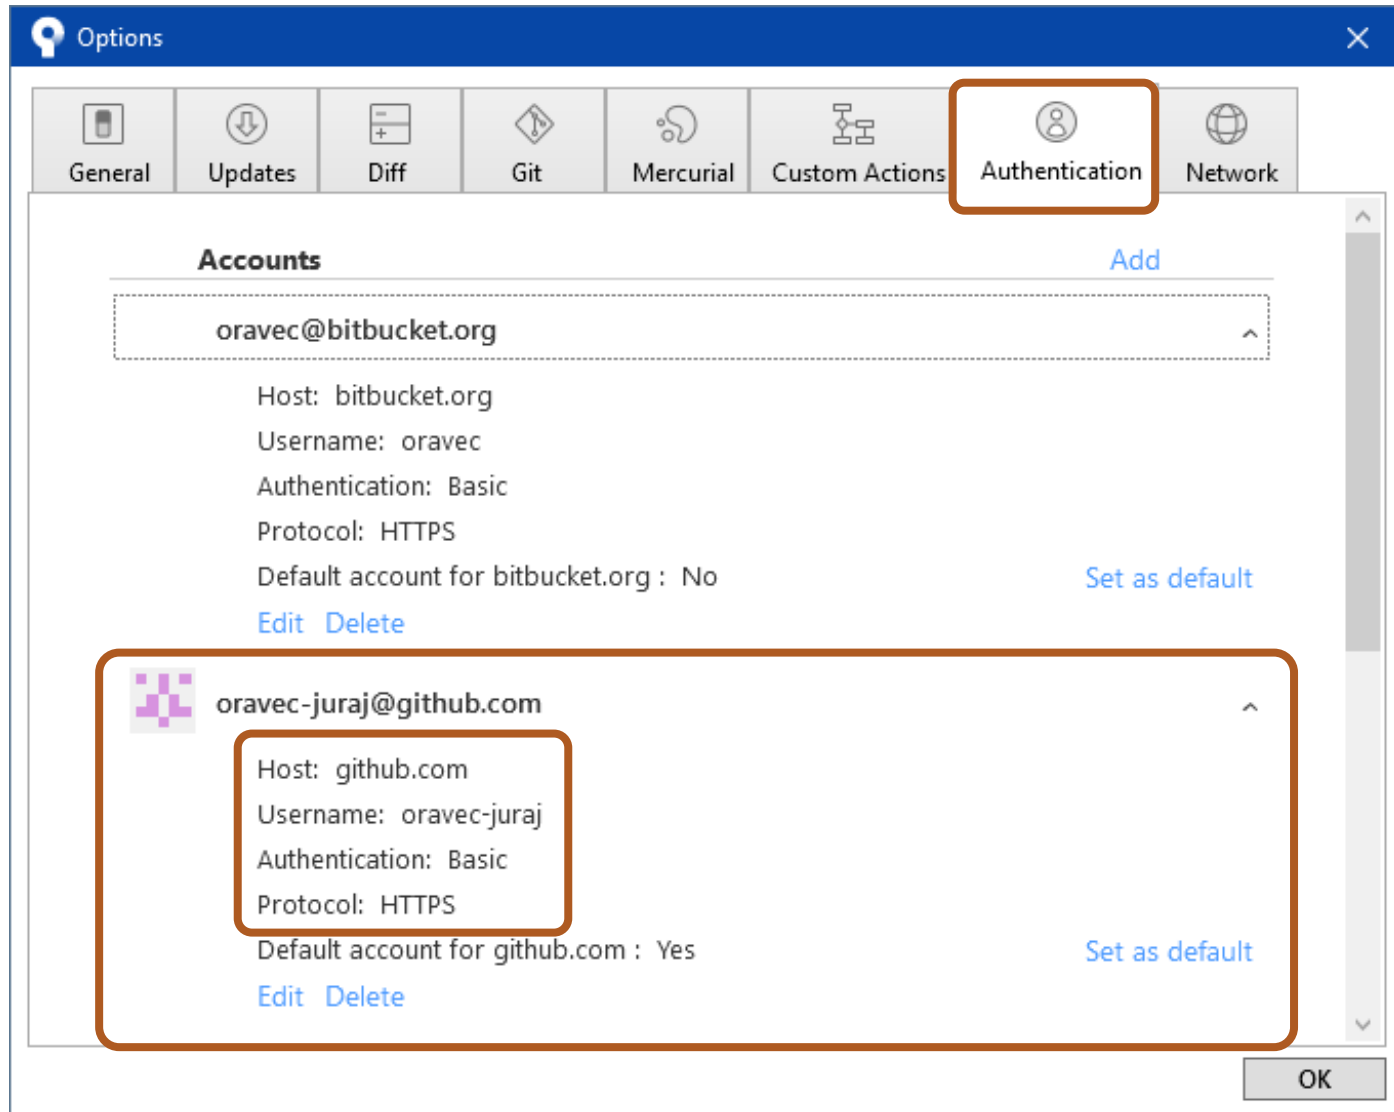 Options
General Updates Diff Git Mercurial Custom Actions Authentication Network
Accounts Add
oravec@bitbucket.org
Host: bitbucket.org
Username: oravec
Authentication: Basic
Protocol: HTTPS
Default account for bitbucket.org : No Set as default
Edit Delete
oravec-juraj@github.com
Host: github.com
Username: oravec-juraj
Authentication: Basic
Protocol: HTTPS
Default account for github.com : Yes Set as default
Edit Delete
OK